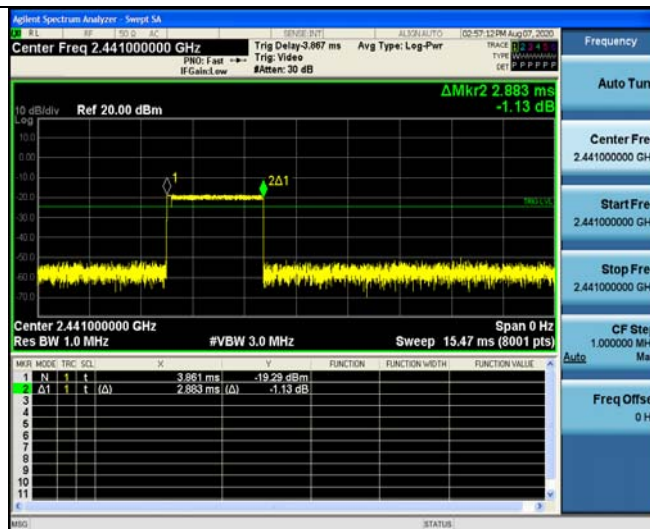 Agilent Spectrum Analyzer - Swept SA
RL RF 50 Ω AC SENSE:INT ALIGN AUTO 02:57:12 PM Aug 07, 2020
Center Freq 2.441000000 GHz
PNO: Fast
IFGain:Low
Trig Delay-3.867 ms
Trig: Video
#Atten: 30 dB
Avg Type: Log-Pwr
TRACE 1 2 3 4 5 6
TYPE
DET P P P P P P
ΔMkr2 2.883 ms
-1.13 dB
10 dB/div Ref 20.00 dBm
Log
10.0
0.00
-10.0
-20.0
-30.0
-40.0
-50.0
-60.0
-70.0
1
2Δ1
TRIG LVL
Center 2.441000000 GHz Span 0 Hz
Res BW 1.0 MHz #VBW 3.0 MHz Sweep 15.47 ms (8001 pts)
MKR MODE TRC SCL X Y FUNCTION FUNCTION WIDTH FUNCTION VALUE
1 N 1 t 3.861 ms -19.29 dBm
2 Δ1 1 t (Δ) 2.883 ms (Δ) -1.13 dB
3
4
5
6
7
8
9
10
11
MSG STATUS
Frequency
Auto Tun
Center Fre
2.441000000 GH
Start Fre
2.441000000 GH
Stop Fre
2.441000000 GH
CF Ste
1.000000 MH
Auto Ma
Freq Offse
0 H